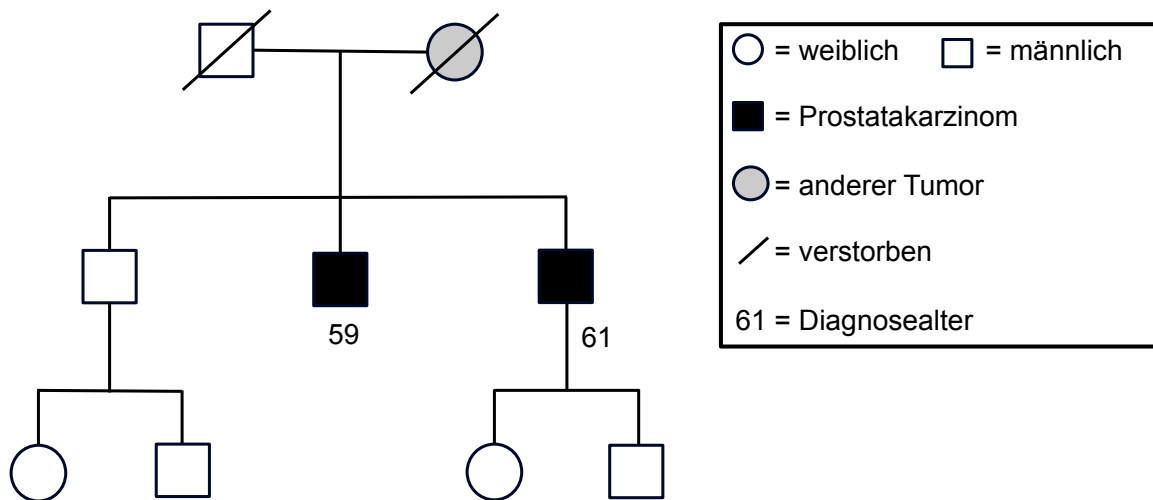 = weiblich
= männlich
= Prostatakarzinom
= anderer Tumor
= verstorben
59
61
61 = Diagnosealter